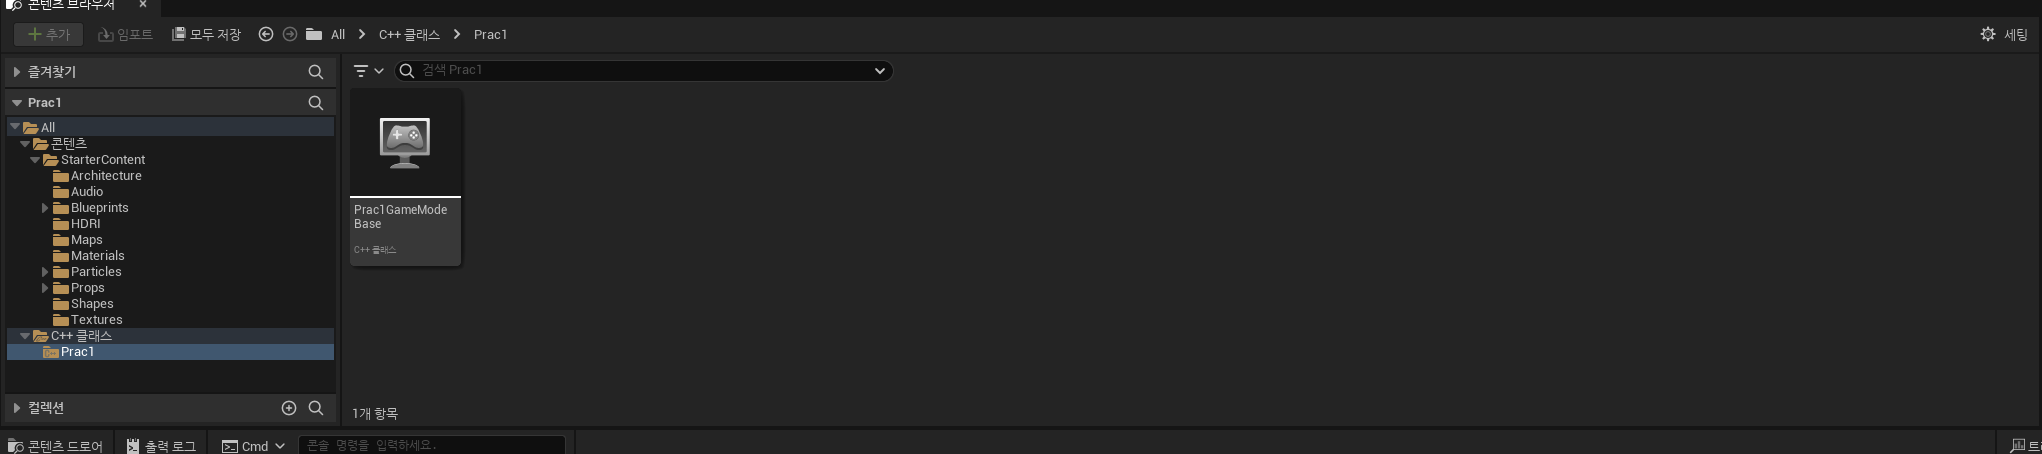 콘텐츠 브라우저
추가 임포트 모두 저장 All C++ 클래스 Prac1 세팅
즐겨찾기
검색 Prac1
Prac1
All
콘텐츠
StarterContent
Architecture
Audio
Blueprints
HDRI
Maps
Materials
Particles
Props
Shapes
Textures
C++ 클래스
Prac1
Prac1GameMode
Base
C++ 클래스
컬렉션
1개 항목
콘텐츠 드로어 출력 로그 Cmd 콘솔 명령을 입력하세요.